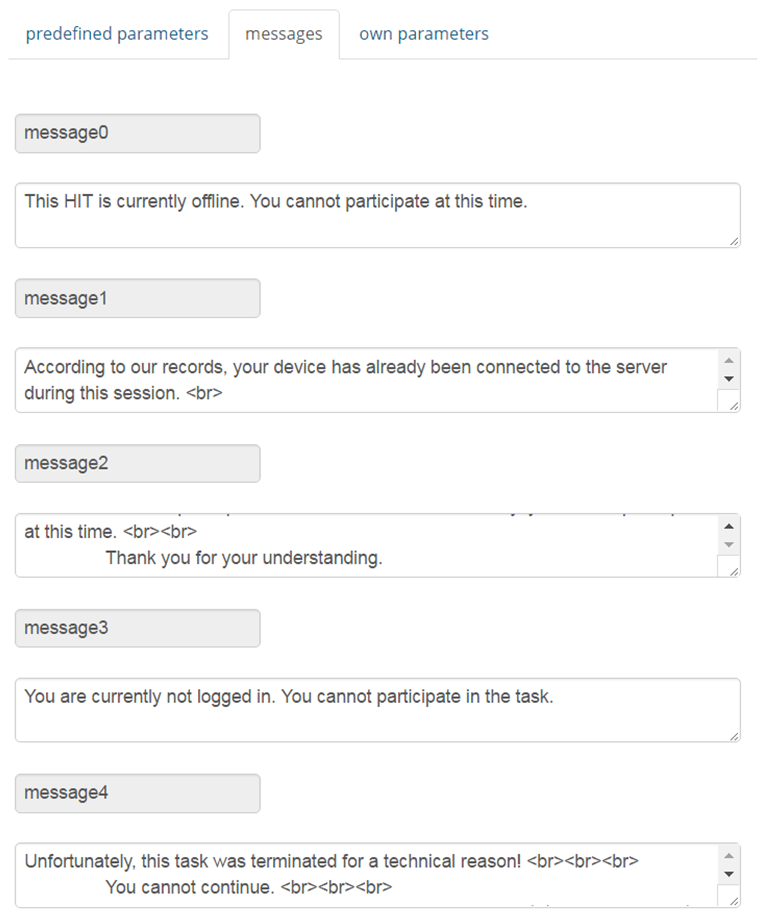 predefined parameters messages own parameters
message0
This HIT is currently offline. You cannot participate at this time.
message1
According to our records, your device has already been connected to the server
during this session. <br>
message2
at this time. <br><br>
Thank you for your understanding.
message3
You are currently not logged in. You cannot participate in the task.
message4
Unfortunately, this task was terminated for a technical reason! <br><br><br>
You cannot continue. <br><br><br>